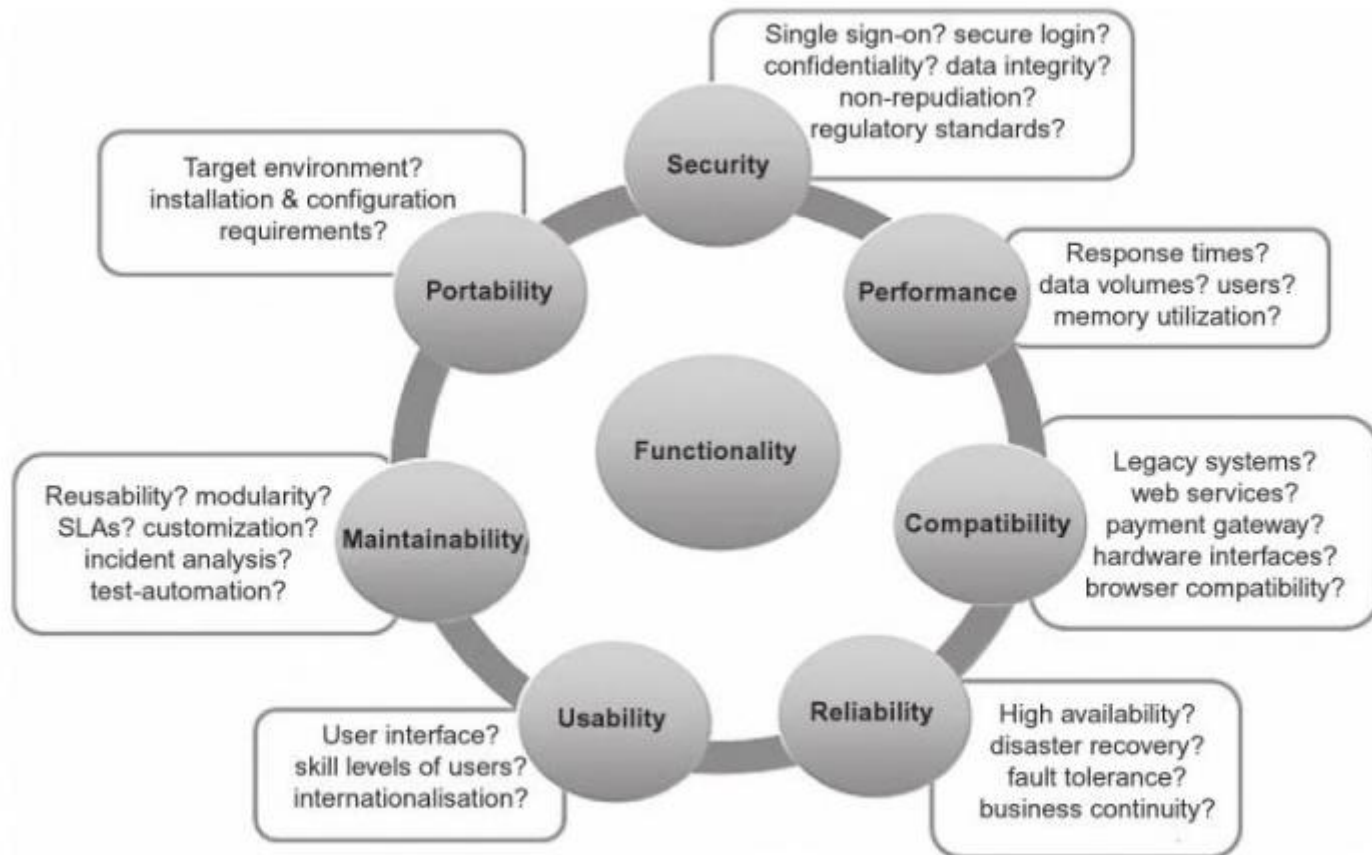 Single sign-on? secure login?
confidentiality? data integrity?
non-repudiation?
regulatory standards?
Security
Target environment?
installation & configuration
requirements?
Portability
Response times?
data volumes? users?
memory utilization?
Performance
Functionality
Legacy systems?
web services?
payment gateway?
hardware interfaces?
browser compatibility?
Compatibility
Reusability? modularity?
SLAs? customization?
incident analysis?
test-automation?
Maintainability
User interface?
skill levels of users?
internationalisation?
Usability
Reliability
High availability?
disaster recovery?
fault tolerance?
business continuity?